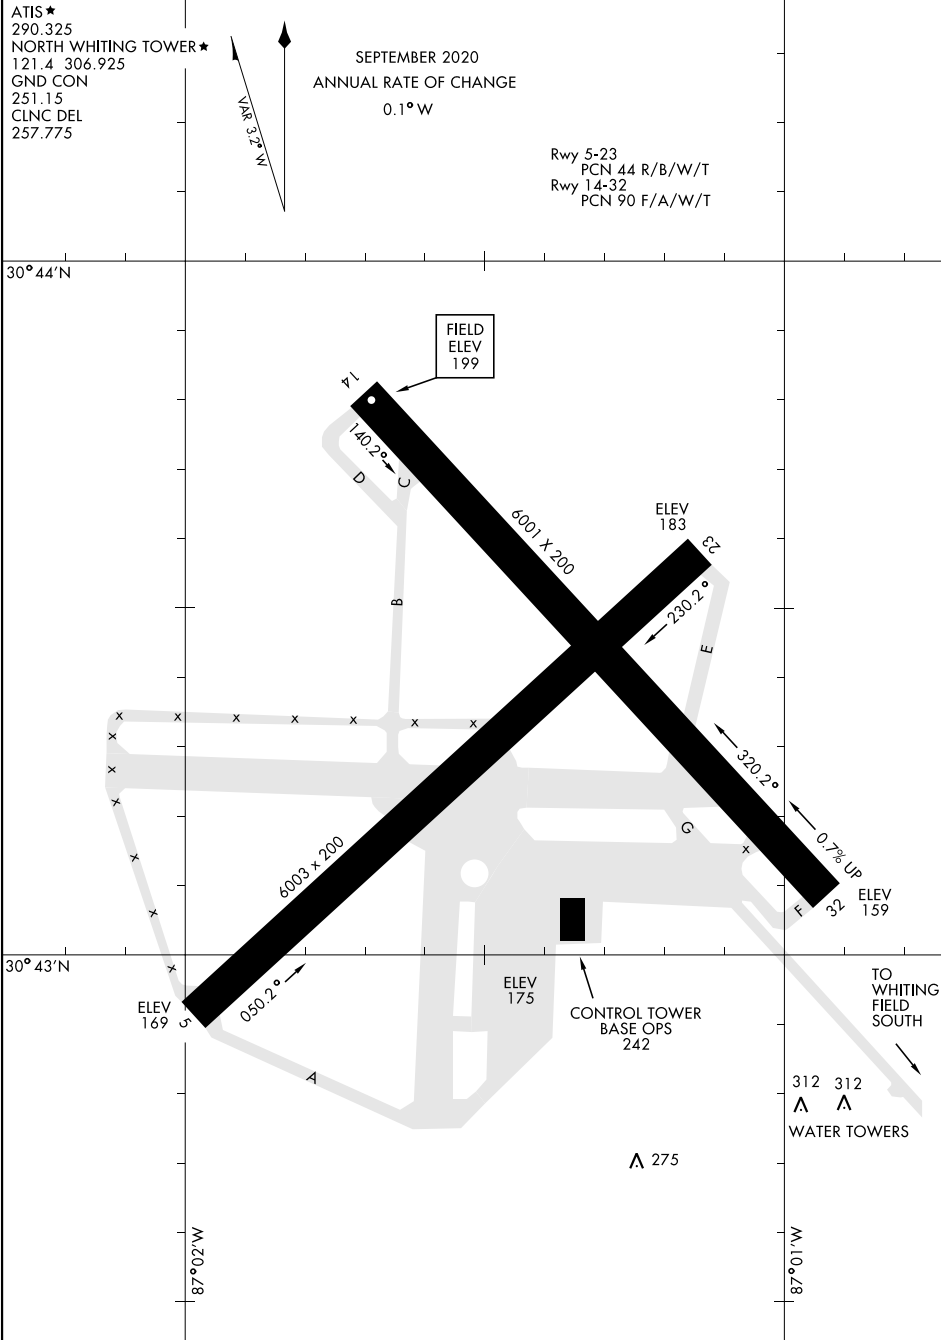 ATIS★
290.325
NORTH WHITING TOWER★
121.4 306.925
GND CON
251.15
CLNC DEL
257.775
VAR 3.2° W
SEPTEMBER 2020
ANNUAL RATE OF CHANGE
0.1° W
Rwy 5-23
PCN 44 R/B/W/T
Rwy 14-32
PCN 90 F/A/W/T
30°44'N
FIELD
ELEV
199
14
140.2°
D
C
6001 X 200
ELEV
183
23
230.2°
B
E
x x x x x x x
x
x
x
x
x
x
320.2°
G
x
0.7% UP
6003 x 200
F
32
ELEV
159
30°43'N
ELEV
169
5
050.2°
ELEV
175
CONTROL TOWER
BASE OPS
242
TO
WHITING
FIELD
SOUTH
A
312 312
WATER TOWERS
275
87°02'W
87°01'W